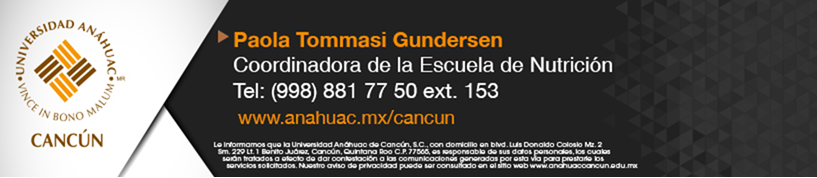 UNIVERSIDAD ANÁHUAC
MR
VINCE IN BONO MALUM
CANCÚN
Paola Tommasi Gundersen
Coordinadora de la Escuela de Nutrición
Tel: (998) 881 77 50 ext. 153
www.anahuac.mx/cancun
Le informamos que la Universidad Anáhuac de Cancún, S.C., con domicilio en blvd. Luis Donaldo Colosio Mz. 2
Sm. 229 Lt. 1 Benito Juárez, Cancún, Quintana Roo C.P. 77565, es responsable de sus datos personales, los cuales
serán tratados a efecto de dar contestación a las comunicaciones generadas por esta vía para prestarle los
servicios solicitados. Nuestro aviso de privacidad puede ser consultado en el sitio web www.anahuaccancun.edu.mx